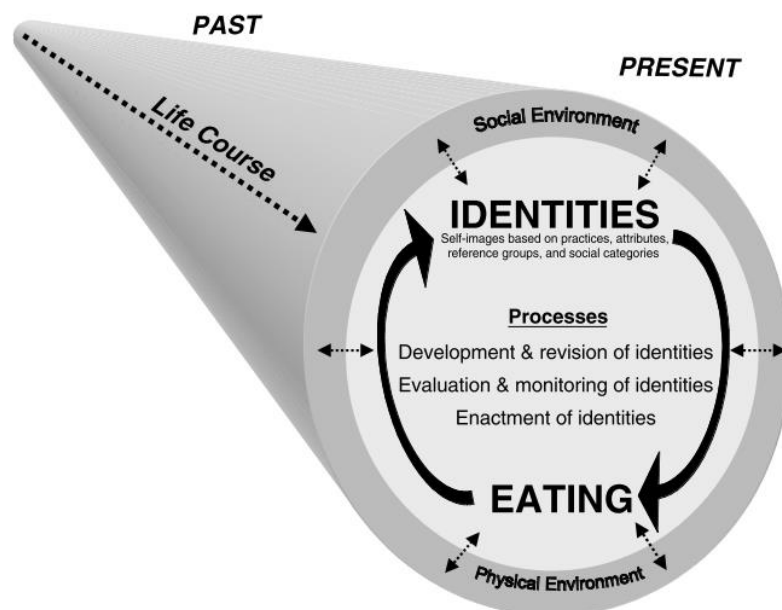 PAST
PRESENT
Life Course
Social Environment
IDENTITIES
Self-images based on practices, attributes,
reference groups, and social categories
Processes
Development & revision of identities
Evaluation & monitoring of identities
Enactment of identities
EATING
Physical Environment